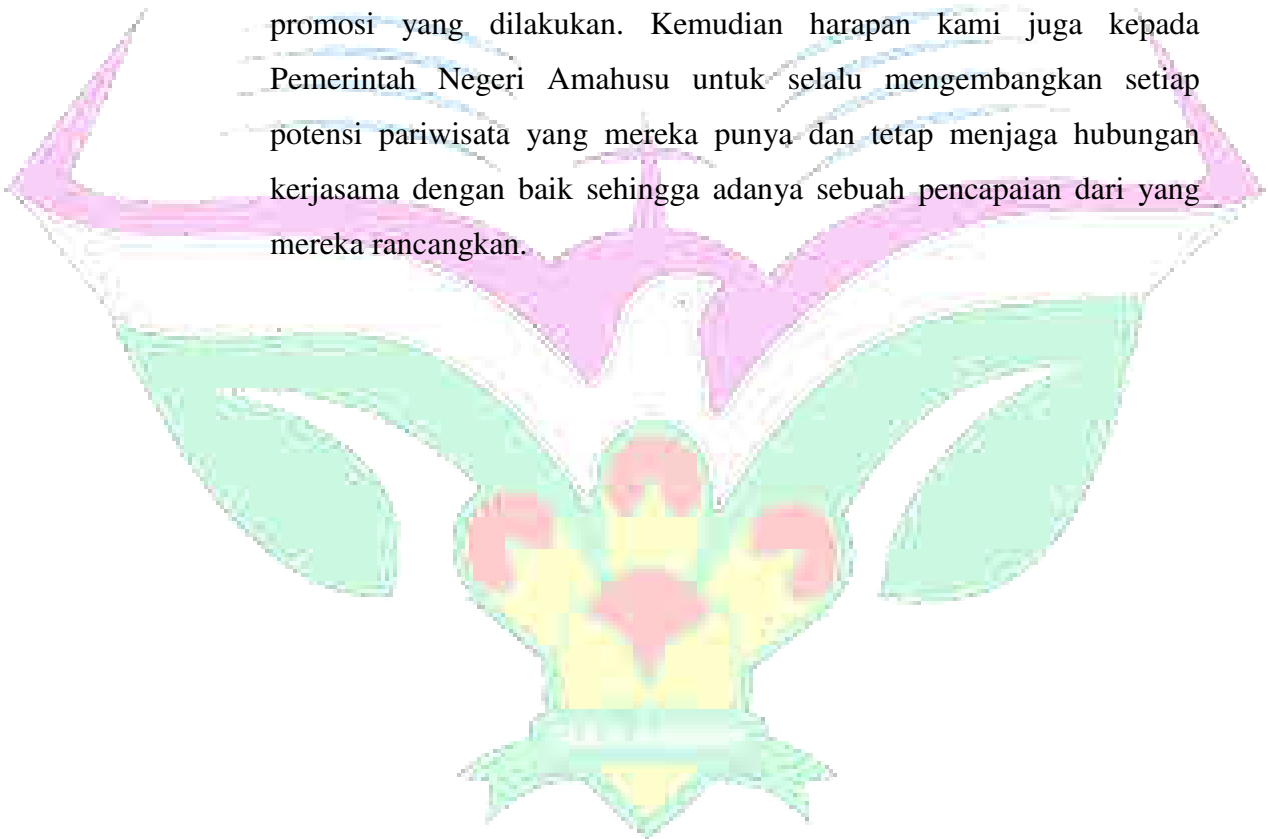 promosi yang dilakukan. Kemudian harapan kami juga kepada
Pemerintah Negeri Amahusu untuk selalu mengembangkan setiap
potensi pariwisata yang mereka punya dan tetap menjaga hubungan
kerjasama dengan baik sehingga adanya sebuah pencapaian dari yang
mereka rancangkan.